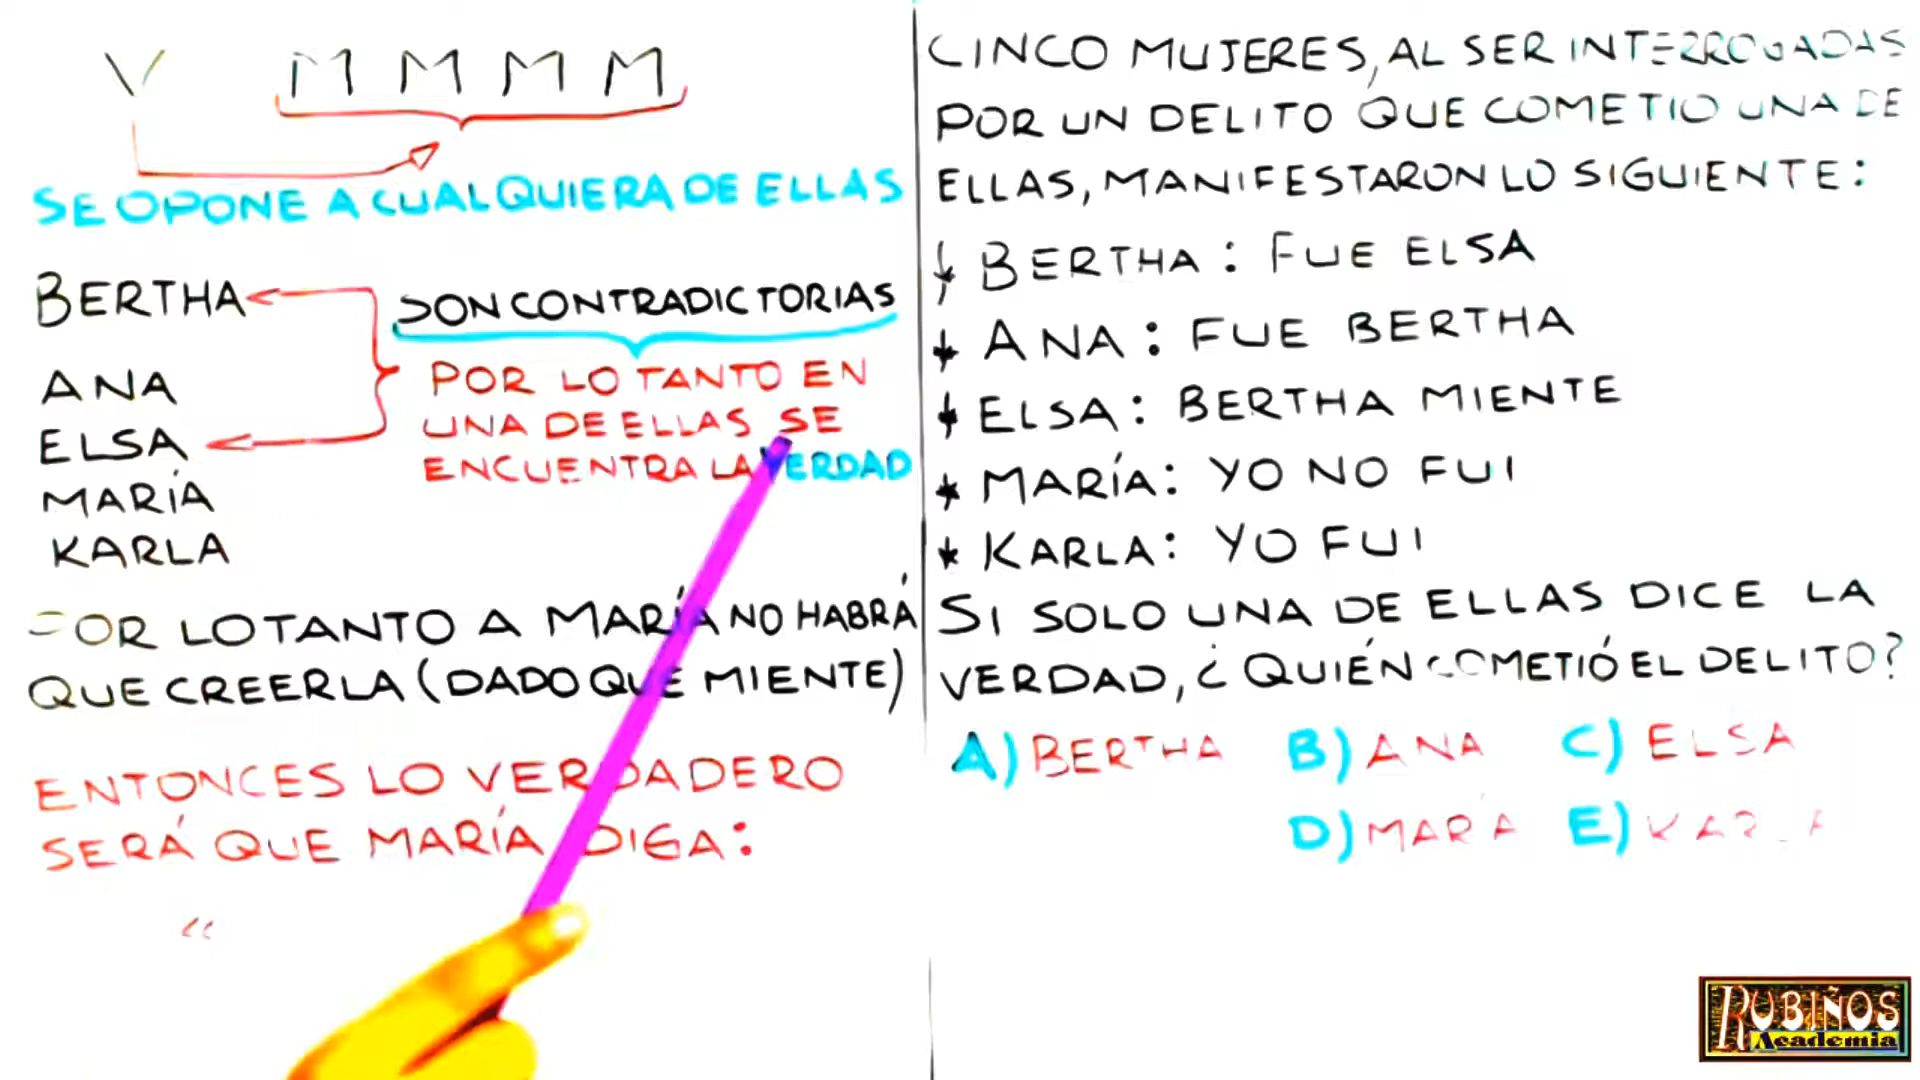 V M M M M
SE OPONE A CUALQUIERA DE ELLAS
BERTHA
SON CONTRADICTORIAS
ANA
POR LO TANTO EN
UNA DE ELLAS SE
ELSA
ENCUENTRA LA VERDAD
MARÍA
KARLA
POR LO TANTO A MARÍA NO HABRÁ
QUE CREERLA (DADO QUE MIENTE)
ENTONCES LO VERDADERO
SERÁ QUE MARÍA DIGA:
“
CINCO MUJERES, AL SER INTERROGADAS
POR UN DELITO QUE COMETIO UNA DE
ELLAS, MANIFESTARON LO SIGUIENTE:
* BERTHA: FUE ELSA
* ANA: FUE BERTHA
* ELSA: BERTHA MIENTE
* MARÍA: YO NO FUI
* KARLA: YO FUI
SI SOLO UNA DE ELLAS DICE LA
VERDAD, ¿QUIÉN COMETIÓ EL DELITO?
A) BERTHA B) ANA C) ELSA
D) MARÍA E) KARLA
RUBIÑOS
Academia